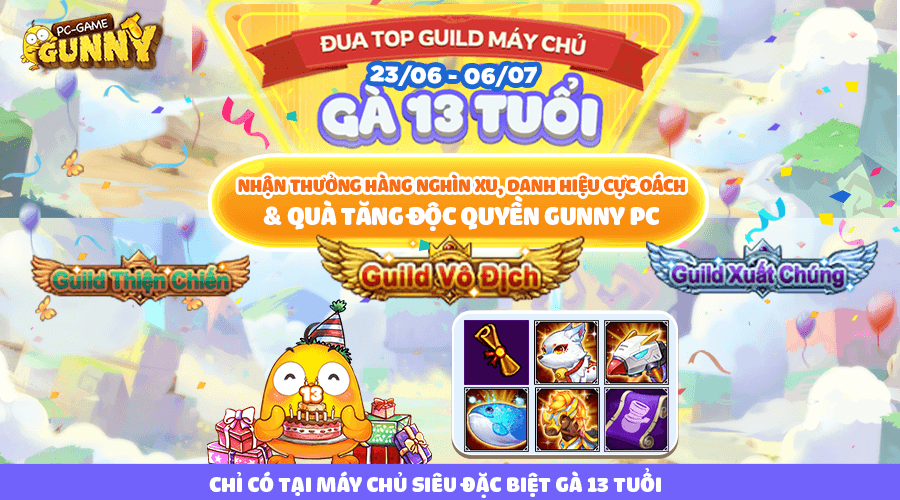 PC-GAME
GUNNY
ĐUA TOP GUILD MÁY CHỦ
23/06 - 06/07
GÀ 13 TUỔI
NHẬN THƯỞNG HÀNG NGHÌN XU, DANH HIỆU CỰC OÁCH
& QUÀ TĂNG ĐỘC QUYỀN GUNNY PC
Guild Thiện Chiến
Guild Vô Địch
Guild Xuất Chúng
13
CHỈ CÓ TẠI MÁY CHỦ SIÊU ĐẶC BIỆT GÀ 13 TUỔI